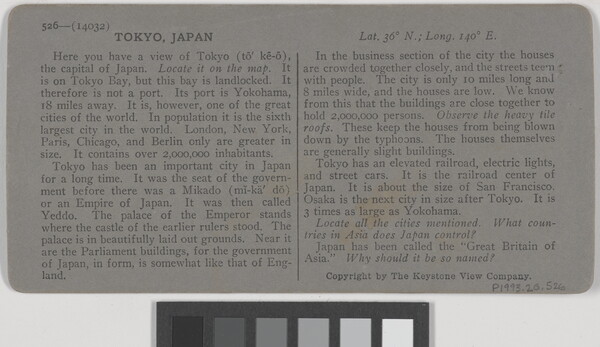 526—(14032)
TOKYO, JAPAN
Lat. 36° N.; Long. 140° E.
Here you have a view of Tokyo (tō′ kē-ō),
the capital of Japan. Locate it on the map. It
is on Tokyo Bay, but this bay is landlocked. It
therefore is not a port. Its port is Yokohama,
18 miles away. It is, however, one of the great
cities of the world. In population it is the sixth
largest city in the world. London, New York,
Paris, Chicago, and Berlin only are greater in
size. It contains over 2,000,000 inhabitants.
Tokyo has been an important city in Japan
for a long time. It was the seat of the govern-
ment before there was a Mikado (mĭ-kä′ dō)
or an Empire of Japan. It was then called
Yeddo. The palace of the Emperor stands
where the castle of the earlier rulers stood. The
palace is in beautifully laid out grounds. Near it
are the Parliament buildings, for the government
of Japan, in form, is somewhat like that of Eng-
land.
In the business section of the city the houses
are crowded together closely, and the streets teem
with people. The city is only 10 miles long and
8 miles wide, and the houses are low. We know
from this that the buildings are close together to
hold 2,000,000 persons. Observe the heavy tile
roofs. These keep the houses from being blown
down by the typhoons. The houses themselves
are generally slight buildings.
Tokyo has an elevated railroad, electric lights,
and street cars. It is the railroad center of
Japan. It is about the size of San Francisco.
Osaka is the next city in size after Tokyo. It is
3 times as large as Yokohama.
Locate all the cities mentioned. What coun-
tries in Asia does Japan control?
Japan has been called the "Great Britain of
Asia." Why should it be so named?
Copyright by The Keystone View Company.
P1995.20.526